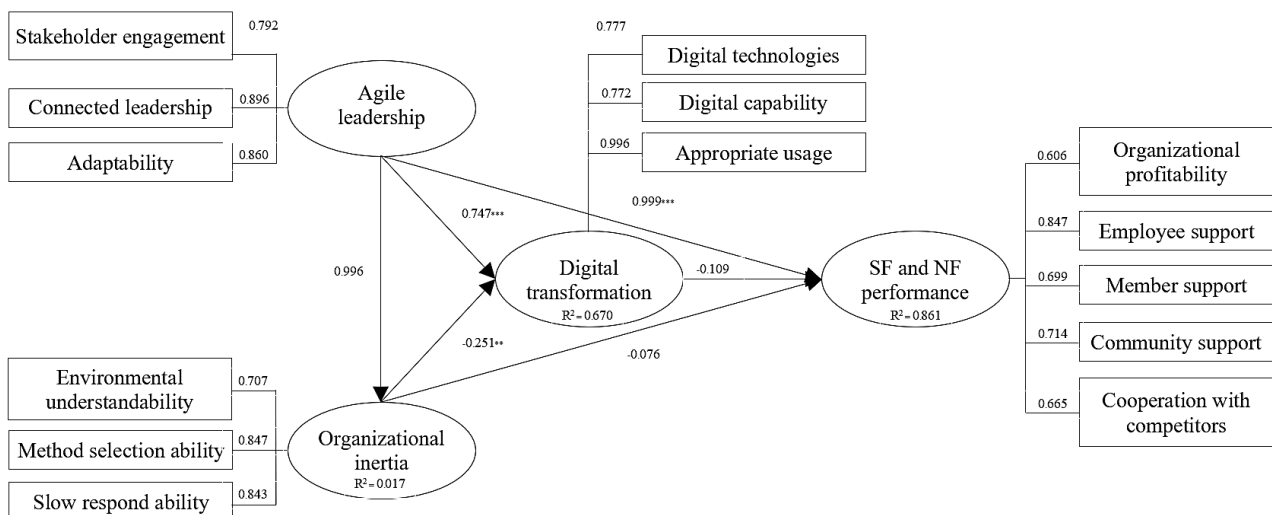 Stakeholder engagement
0.792
Connected leadership
0.896
Adaptability
0.860
Agile
leadership
0.777
Digital technologies
0.772
Digital capability
0.996
Appropriate usage
0.747***
0.999***
0.996
Digital
transformation
R² = 0.670
-0.109
-0.251**
-0.076
SF and NF
performance
R² = 0.861
0.606
Organizational
profitability
0.847
Employee support
0.699
Member support
0.714
Community support
0.665
Cooperation with
competitors
Environmental
understandability
0.707
Method selection ability
0.847
Slow respond ability
0.843
Organizational
inertia
R² = 0.017